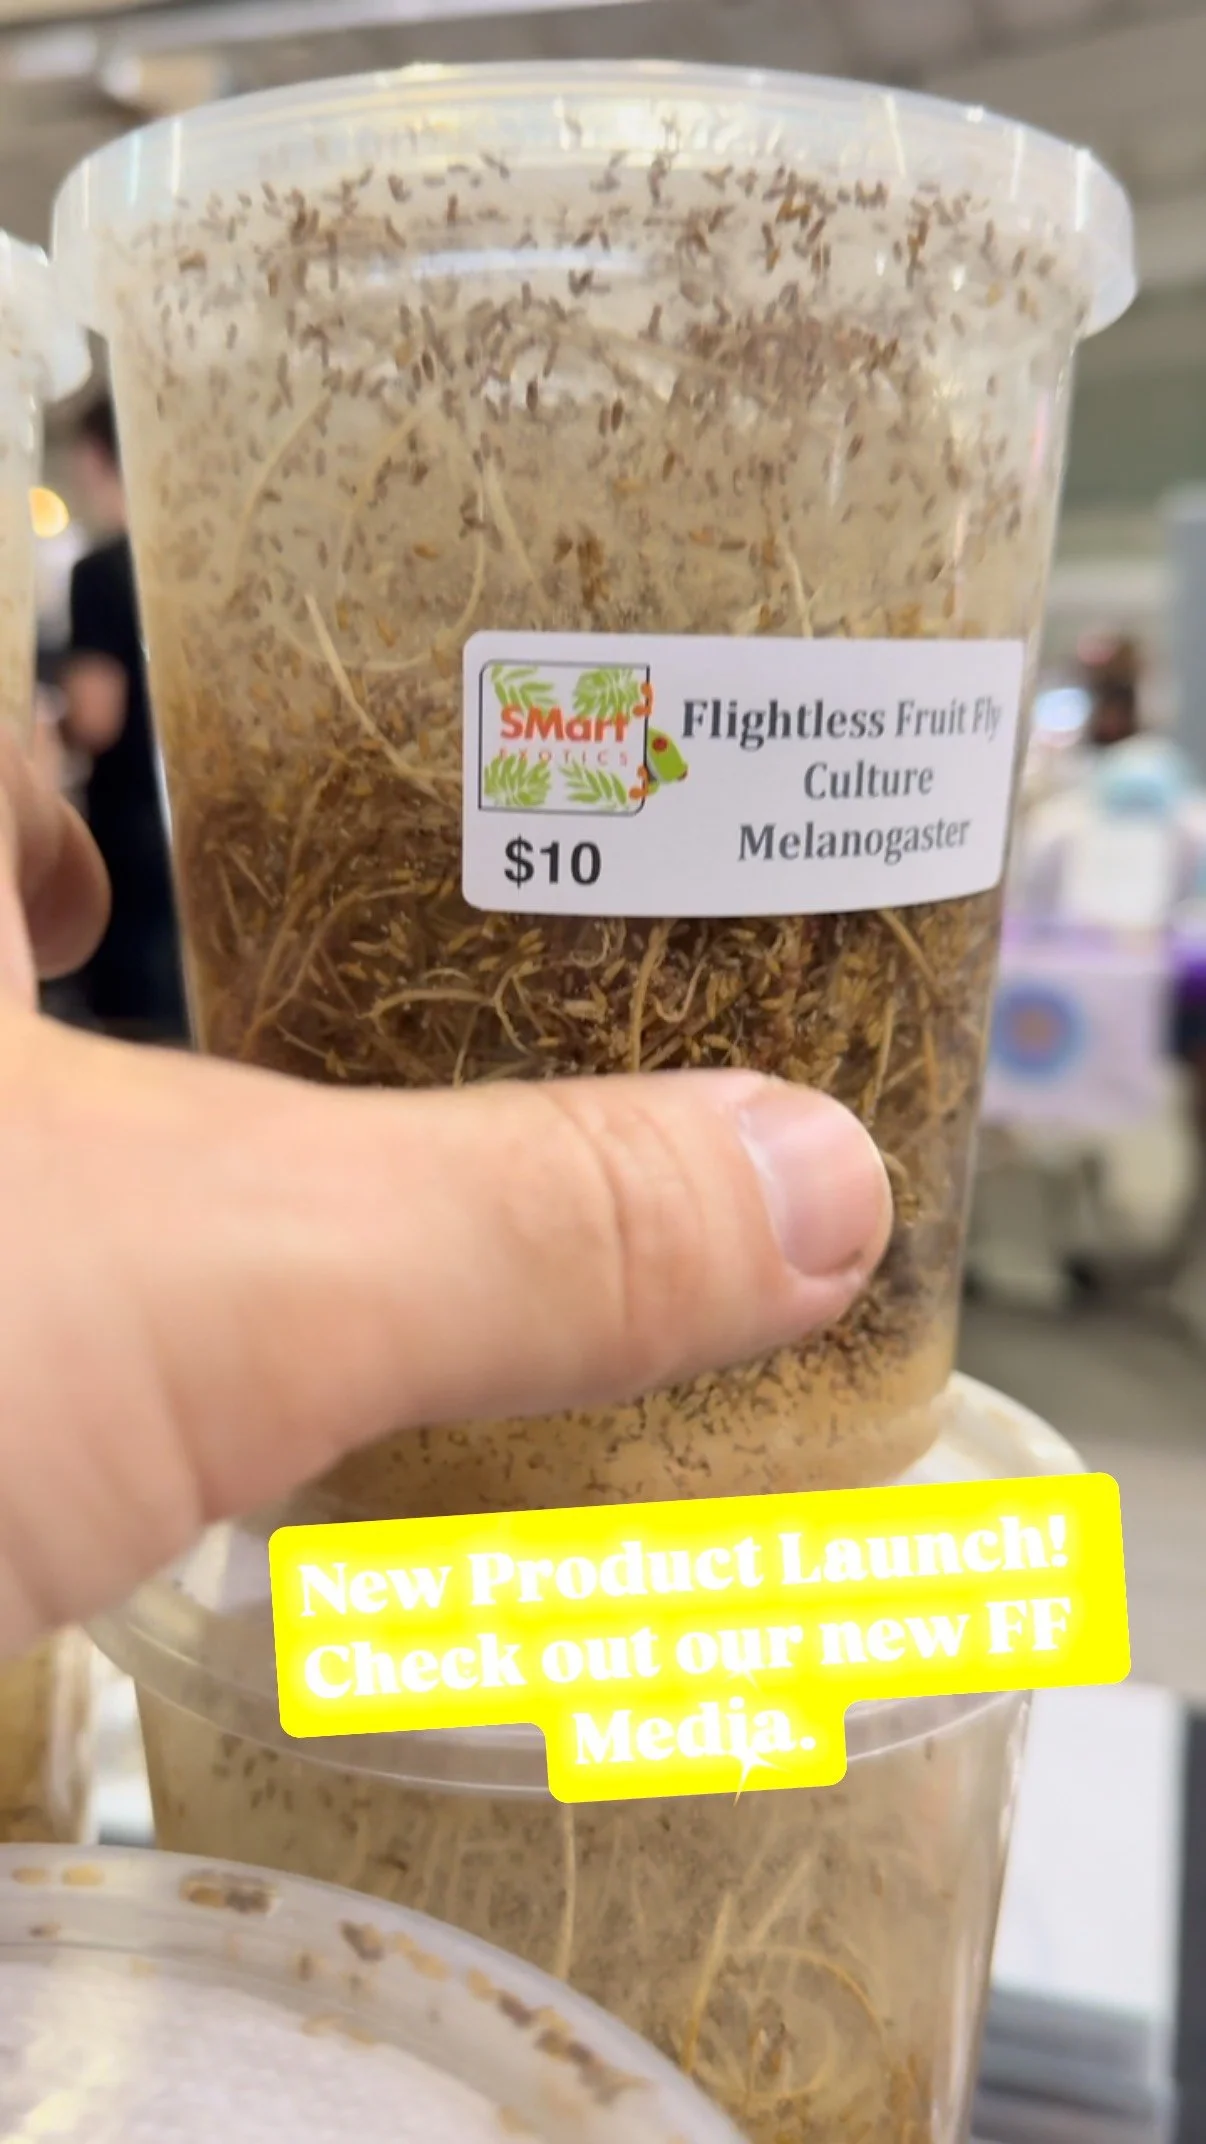 SMart
EXOTICS
Flightless Fruit Fly
Culture
Melanogaster
$10
New Product Launch!
Check out our new FF
Media.